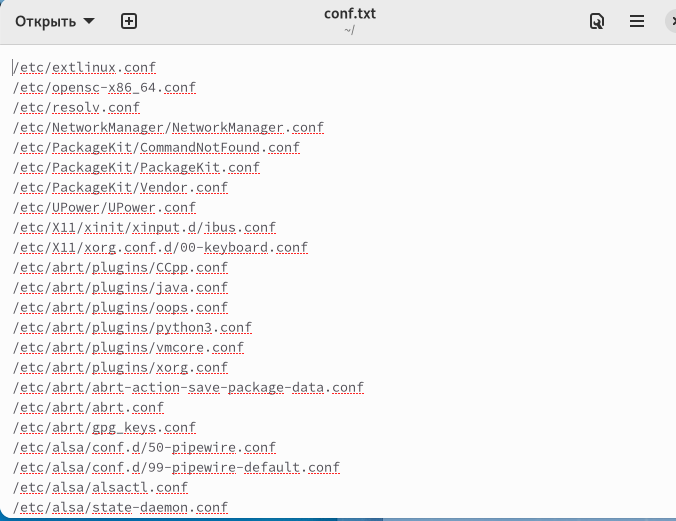 Открыть
conf.txt
~/
/etc/extlinux.conf
/etc/opensc-x86_64.conf
/etc/resolv.conf
/etc/NetworkManager/NetworkManager.conf
/etc/PackageKit/CommandNotFound.conf
/etc/PackageKit/PackageKit.conf
/etc/PackageKit/Vendor.conf
/etc/UPower/UPower.conf
/etc/X11/xinit/xinput.d/ibus.conf
/etc/X11/xorg.conf.d/00-keyboard.conf
/etc/abrt/plugins/CCpp.conf
/etc/abrt/plugins/java.conf
/etc/abrt/plugins/oops.conf
/etc/abrt/plugins/python3.conf
/etc/abrt/plugins/vmcore.conf
/etc/abrt/plugins/xorg.conf
/etc/abrt/abrt-action-save-package-data.conf
/etc/abrt/abrt.conf
/etc/abrt/gpg_keys.conf
/etc/alsa/conf.d/50-pipewire.conf
/etc/alsa/conf.d/99-pipewire-default.conf
/etc/alsa/alsactl.conf
/etc/alsa/state-daemon.conf